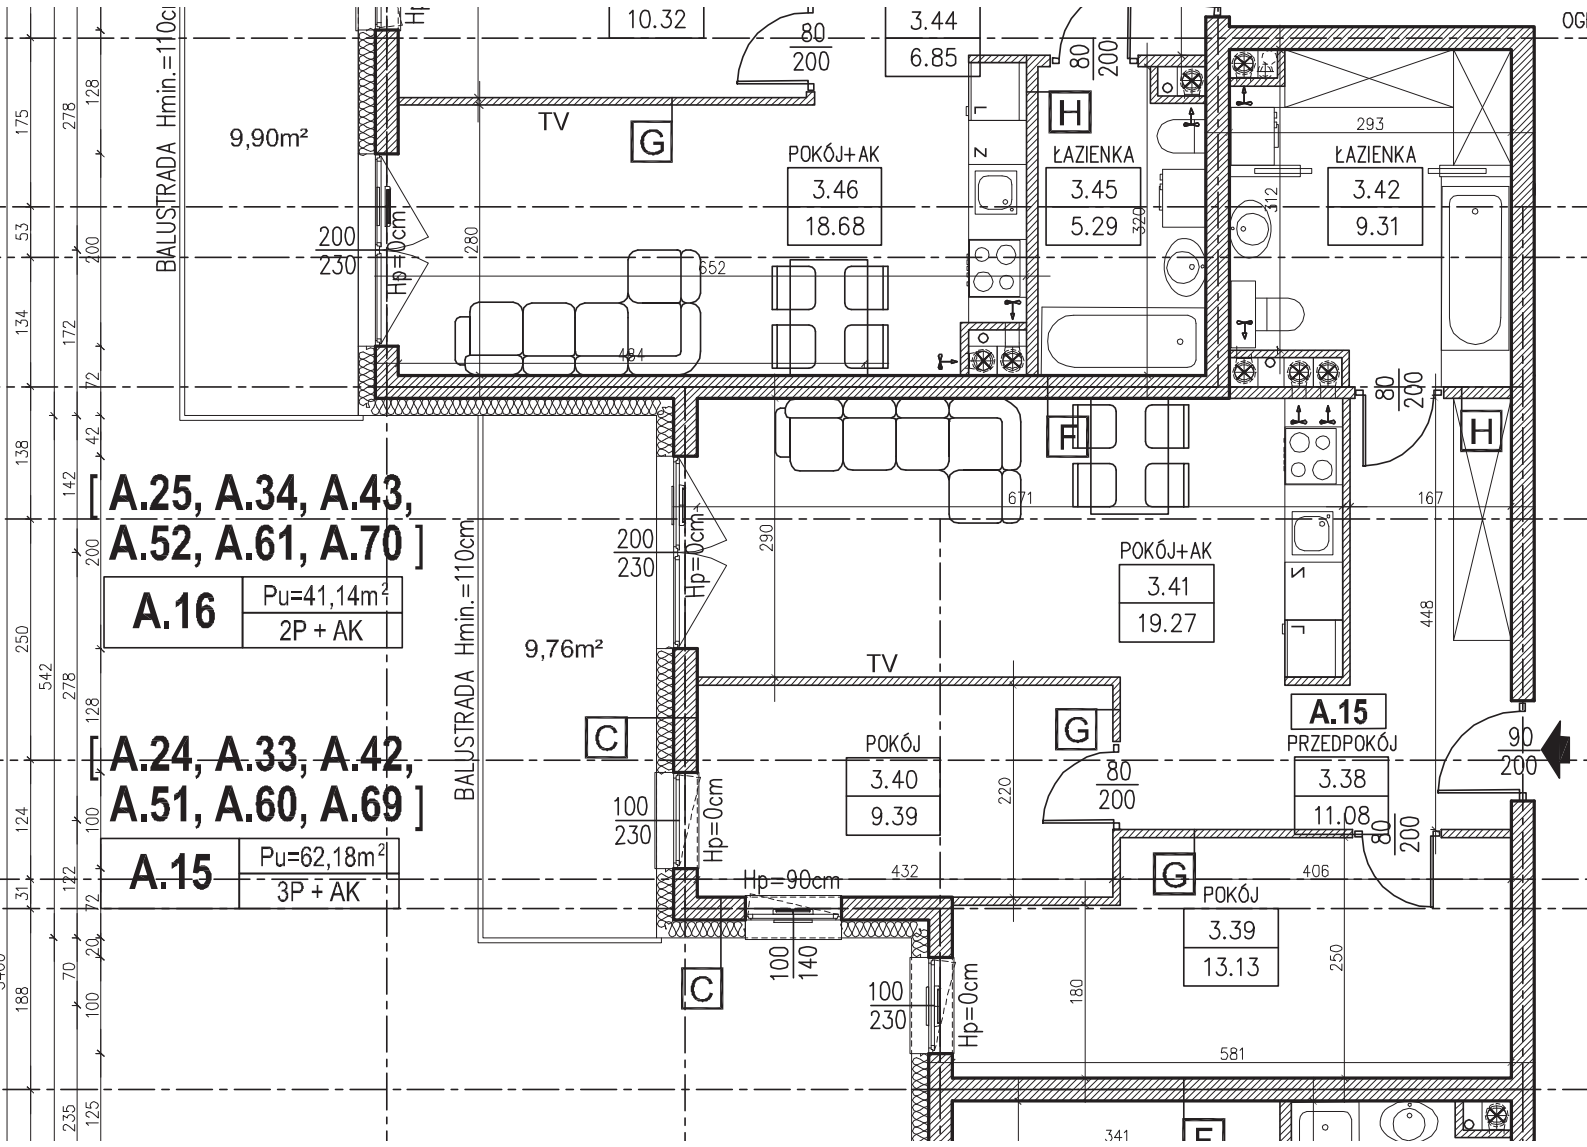 10.32
80
200
3.44
6.85
80
200
BALUSTRADA Hmin.=110cm
9,90m²
TV
G
H
POKÓJ+AK
3.46
18.68
L
Z
ŁAZIENKA
3.45
5.29
293
ŁAZIENKA
3.42
9.31
312
320
175
278
128
53
200
134
172
72
200
230
Hp=0cm
280
652
484
80
200
H
F
138
42
142
[ A.25, A.34, A.43,
A.52, A.61, A.70 ]
A.16
Pu=41,14m²
2P + AK
200
BALUSTRADA Hmin.=110cm
200
230
Hp=0cm
290
671
167
POKÓJ+AK
3.41
19.27
Z
L
448
250
542
278
128
9,76m²
TV
C
G
A.15
PRZEDPOKÓJ
3.38
11.08
90
200
[ A.24, A.33, A.42,
A.51, A.60, A.69 ]
A.15
Pu=62,18m²
3P + AK
124
100
122
31
72
100
230
Hp=0cm
POKÓJ
3.40
9.39
220
80
200
80
200
Hp=90cm
432
G
406
POKÓJ
3.39
13.13
20
70
188
100
C
100
140
100
230
Hp=0cm
180
250
581
235
125
341
F